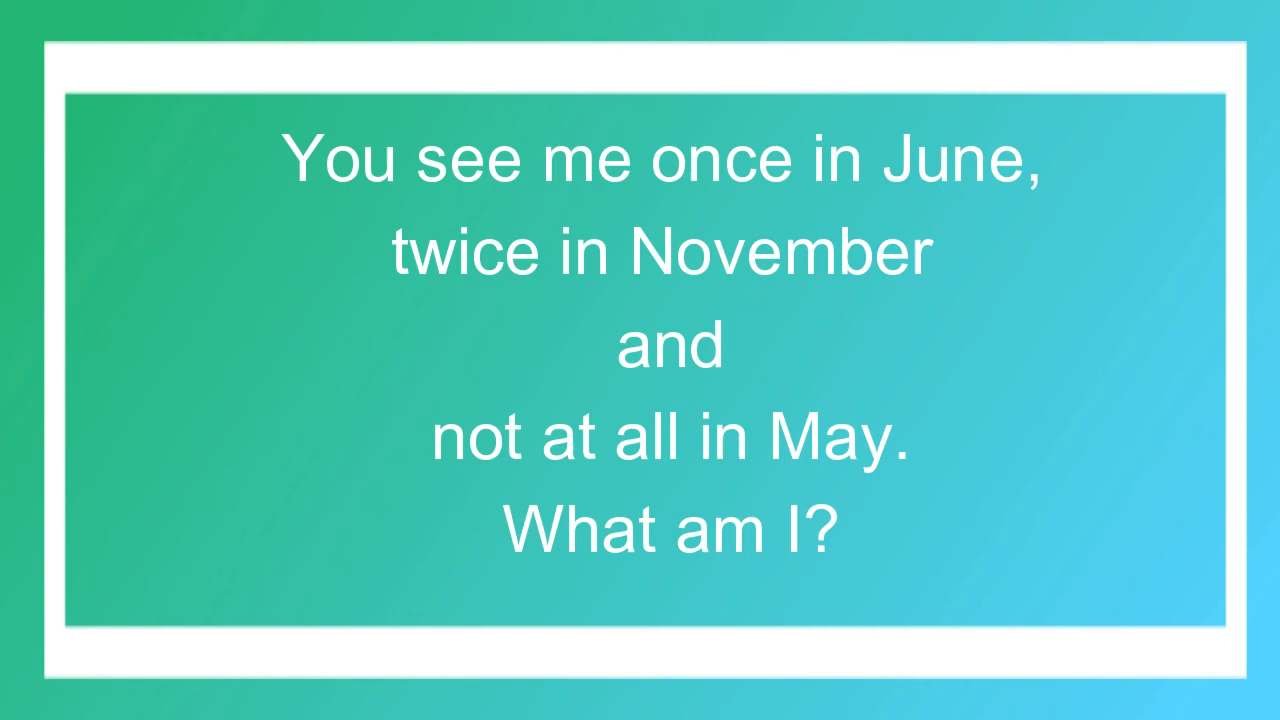 You see me once in June,
twice in November
and
not at all in May.
What am I?